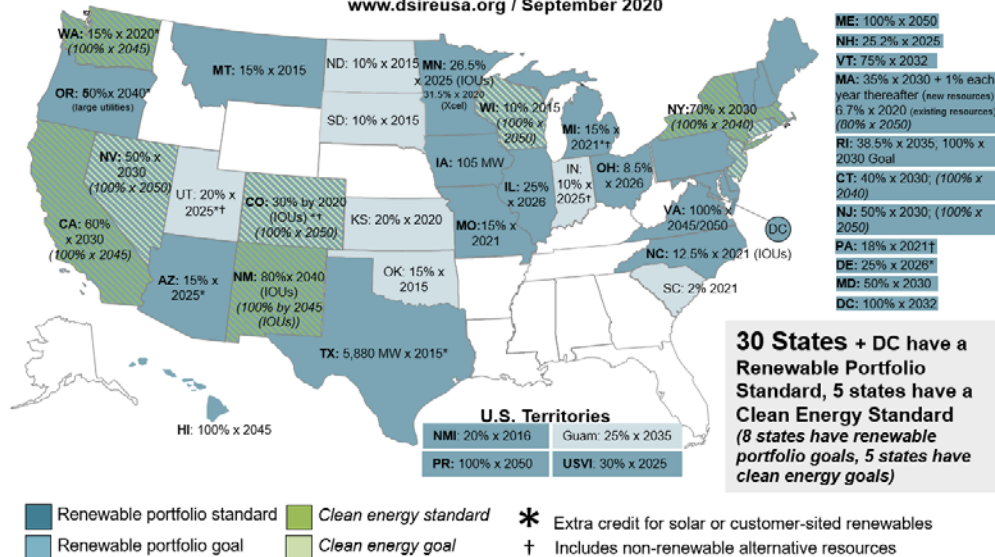 www.dsireusa.org / September 2020
WA: 15% x 2020*
(100% x 2045)
OR: 50%x 2040*
(large utilities)
MT: 15% x 2015
ND: 10% x 2015
SD: 10% x 2015
MN: 26.5%
x 2025 (IOUs)
31.5% x 2020
(Xcel)
WI: 10% 2015
(100% x
2050)
MI: 15% x
2021*†
NY:70% x 2030
(100% x 2040)
NV: 50% x
2030
(100% x 2050)
UT: 20% x
2025*†
CO: 30% by 2020
(IOUs) *†
(100% x 2050)
IA: 105 MW
IL: 25%
x 2026
IN:
10% x
2025†
OH: 8.5%
x 2026
CA: 60%
x 2030
(100% x 2045)
KS: 20% x 2020
MO:15% x
2021
VA: 100% x
2045/2050
DC
NC: 12.5% x 2021 (IOUs)
AZ: 15% x
2025*
NM: 80%x 2040
(IOUs)
(100% by 2045
(IOUs))
OK: 15% x
2015
SC: 2% 2021
TX: 5,880 MW x 2015*
HI: 100% x 2045
ME: 100% x 2050
NH: 25.2% x 2025
VT: 75% x 2032
MA: 35% x 2030 + 1% each
year thereafter (new resources)
6.7% x 2020 (existing resources)
(80% x 2050)
RI: 38.5% x 2035; 100% x
2030 Goal
CT: 40% x 2030; (100% x
2040)
NJ: 50% x 2030; (100% x
2050)
PA: 18% x 2021†
DE: 25% x 2026*
MD: 50% x 2030
DC: 100% x 2032
30 States + DC have a
Renewable Portfolio
Standard, 5 states have a
Clean Energy Standard
(8 states have renewable
portfolio goals, 5 states have
clean energy goals)
U.S. Territories
NMI: 20% x 2016
Guam: 25% x 2035
PR: 100% x 2050
USVI: 30% x 2025
Renewable portfolio standard
Clean energy standard
* Extra credit for solar or customer-sited renewables
Renewable portfolio goal
Clean energy goal
† Includes non-renewable alternative resources